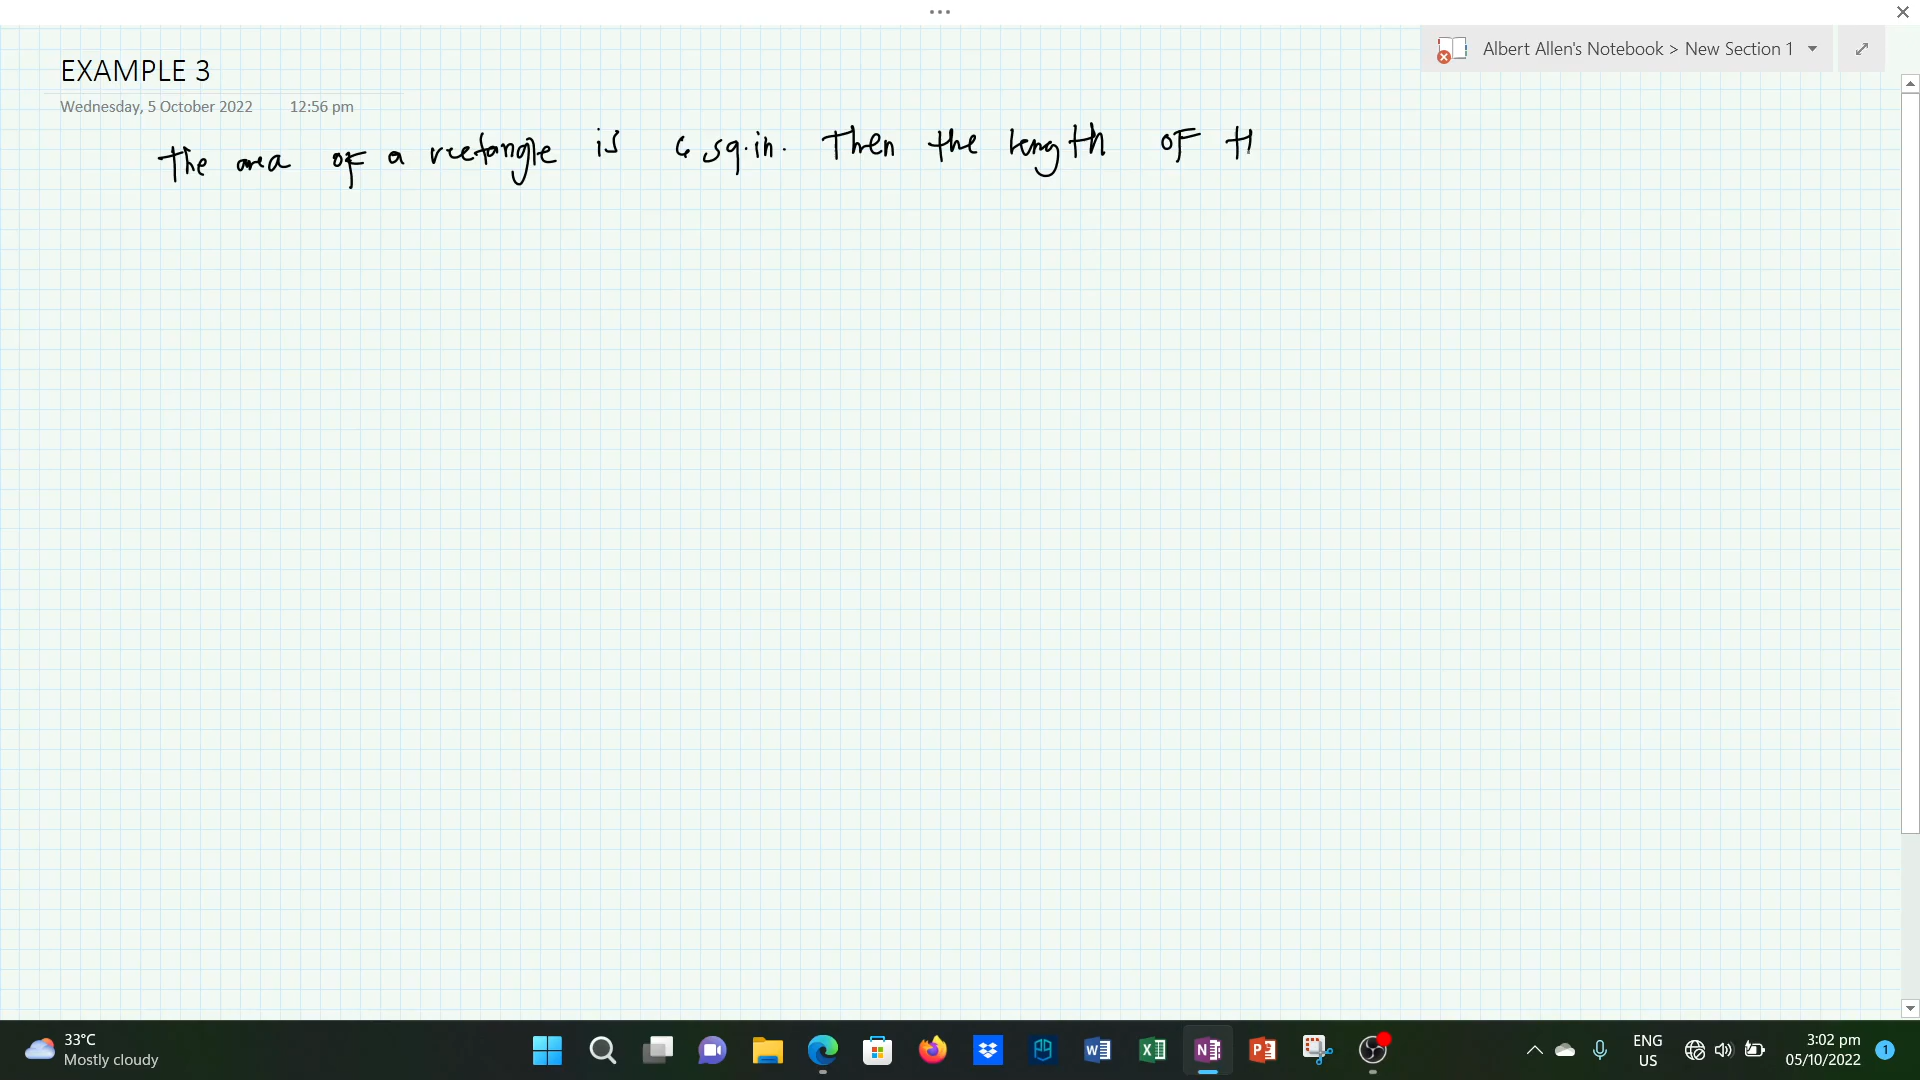 Albert Allen's Notebook > New Section 1
EXAMPLE 3
Wednesday, 5 October 2022 12:56 pm
The area of a rectangle is 6 sq.in. Then the length of th
33°C
Mostly cloudy
ENG
US
3:02 pm
05/10/2022
1